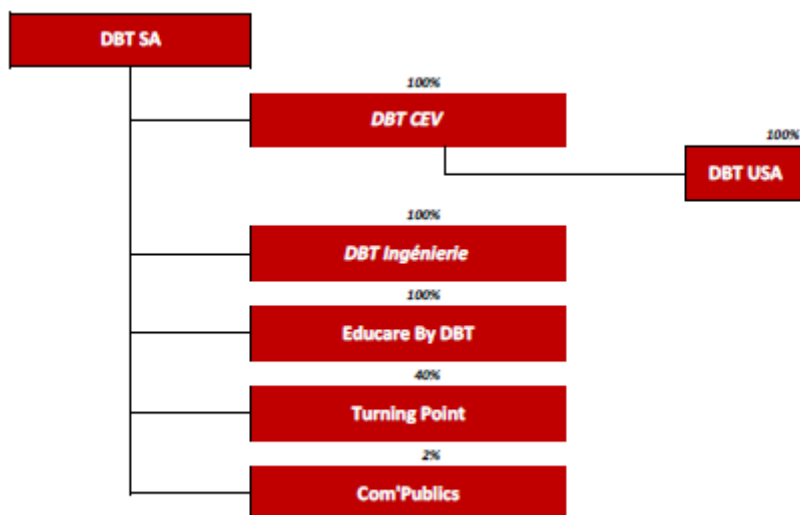 DBT SA
100%
DBT CEV
100%
DBT USA
100%
DBT Ingénierie
100%
Educare By DBT
40%
Turning Point
2%
Com'Publics